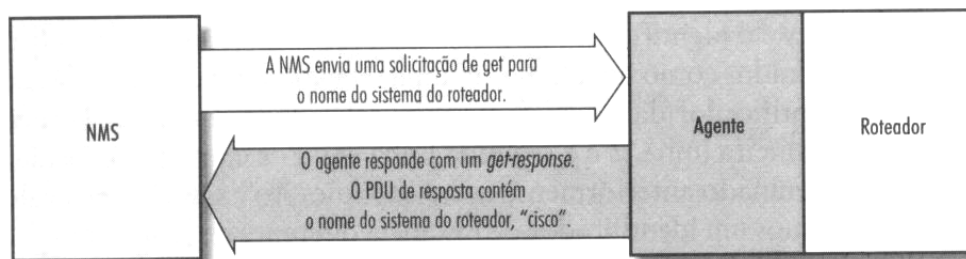 NMS
A NMS envia uma solicitação de get para
o nome do sistema do roteador.
O agente responde com um get-response.
O PDU de resposta contém
o nome do sistema do roteador, “cisco”.
Agente
Roteador